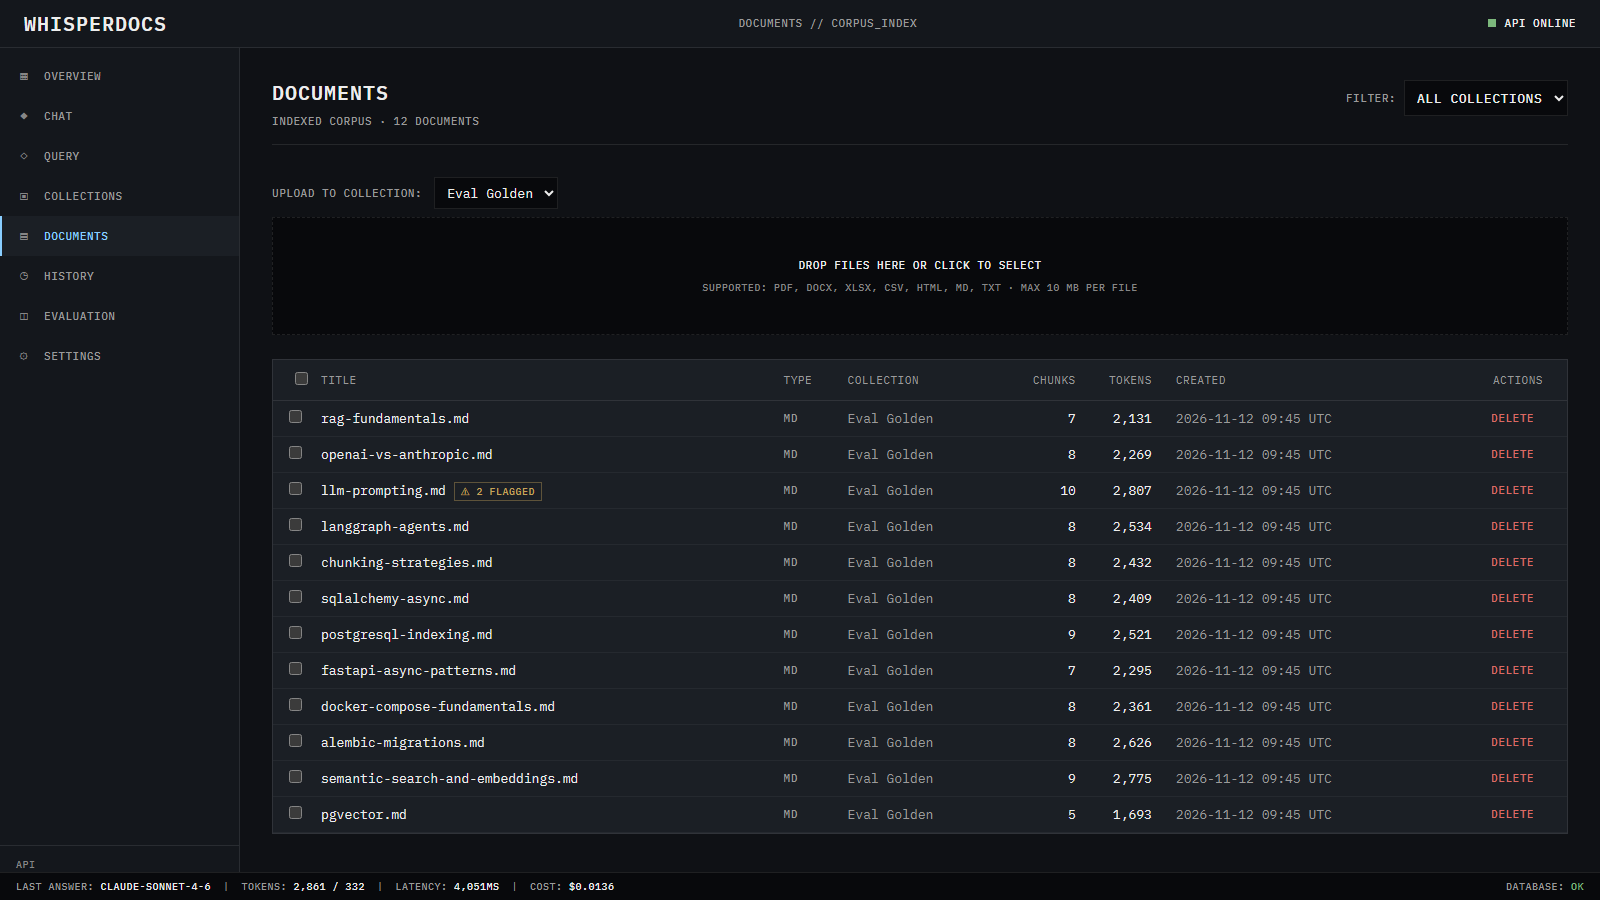 WHISPERDOCS
DOCUMENTS // CORPUS_INDEX
API ONLINE
OVERVIEW
CHAT
QUERY
COLLECTIONS
DOCUMENTS
HISTORY
EVALUATION
SETTINGS
API
DOCUMENTS
INDEXED CORPUS · 12 DOCUMENTS
FILTER: ALL COLLECTIONS
UPLOAD TO COLLECTION: Eval Golden
DROP FILES HERE OR CLICK TO SELECT
SUPPORTED: PDF, DOCX, XLSX, CSV, HTML, MD, TXT · MAX 10 MB PER FILE
TITLE TYPE COLLECTION CHUNKS TOKENS CREATED ACTIONS
rag-fundamentals.md MD Eval Golden 7 2,131 2026-11-12 09:45 UTC DELETE
openai-vs-anthropic.md MD Eval Golden 8 2,269 2026-11-12 09:45 UTC DELETE
llm-prompting.md ⚠ 2 FLAGGED MD Eval Golden 10 2,807 2026-11-12 09:45 UTC DELETE
langgraph-agents.md MD Eval Golden 8 2,534 2026-11-12 09:45 UTC DELETE
chunking-strategies.md MD Eval Golden 8 2,432 2026-11-12 09:45 UTC DELETE
sqlalchemy-async.md MD Eval Golden 8 2,409 2026-11-12 09:45 UTC DELETE
postgresql-indexing.md MD Eval Golden 9 2,521 2026-11-12 09:45 UTC DELETE
fastapi-async-patterns.md MD Eval Golden 7 2,295 2026-11-12 09:45 UTC DELETE
docker-compose-fundamentals.md MD Eval Golden 8 2,361 2026-11-12 09:45 UTC DELETE
alembic-migrations.md MD Eval Golden 8 2,626 2026-11-12 09:45 UTC DELETE
semantic-search-and-embeddings.md MD Eval Golden 9 2,775 2026-11-12 09:45 UTC DELETE
pgvector.md MD Eval Golden 5 1,693 2026-11-12 09:45 UTC DELETE
LAST ANSWER: CLAUDE-SONNET-4-6 | TOKENS: 2,861 / 332 | LATENCY: 4,051MS | COST: $0.0136
DATABASE: OK